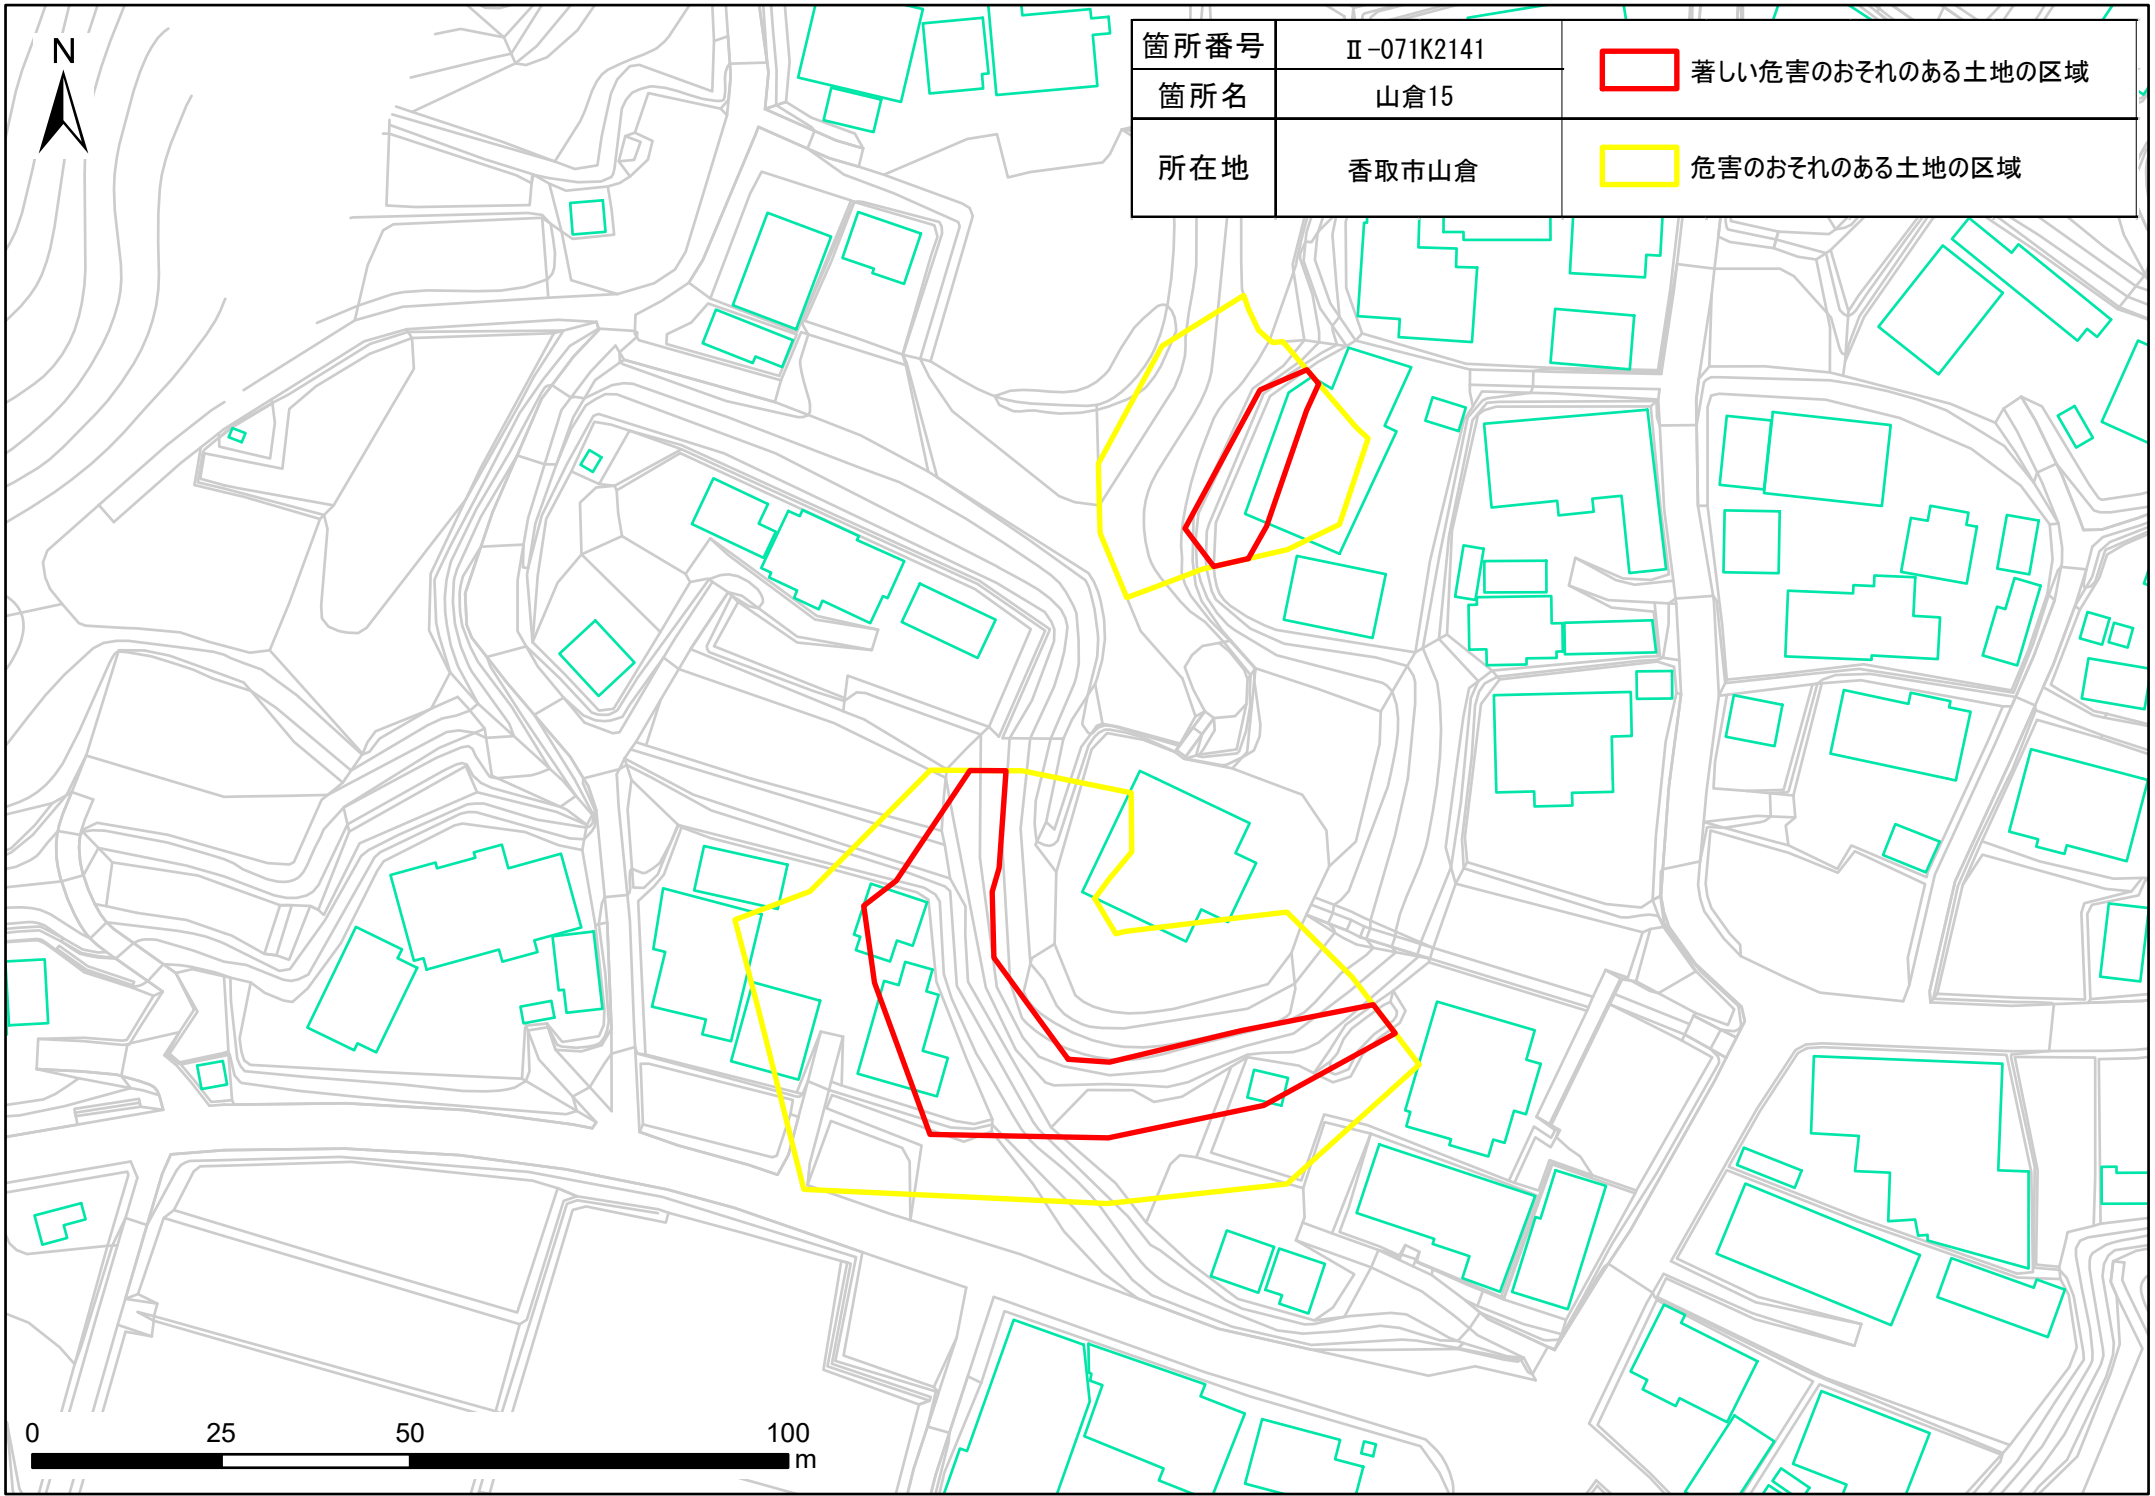 N
箇所番号 Ⅱ-071K2141
箇所名 山倉15
所在地 香取市山倉
著しい危害のおそれのある土地の区域
危害のおそれのある土地の区域
0 25 50 100
m